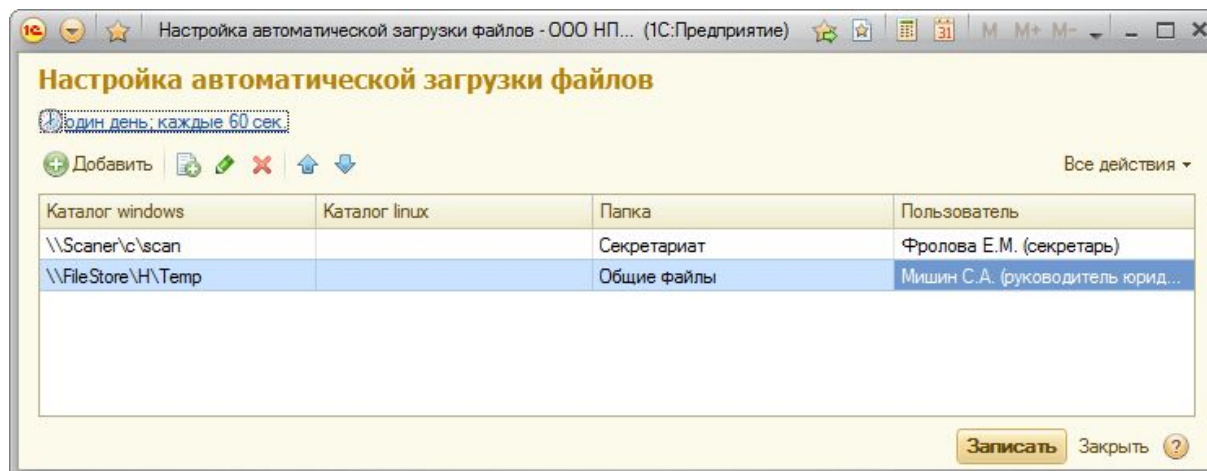 1С Настройка автоматической загрузки файлов - ООО НП... (1С:Предприятие) 31 M M+ M-
Настройка автоматической загрузки файлов
один день; каждые 60 сек.
Добавить Все действия
Каталог windows Каталог linux Папка Пользователь
\\Scaner\c\scan Секретариат Фролова Е.М. (секретарь)
\\FileStore\H\Temp Общие файлы Мишин С.А. (руководитель юрид...
Записать Закрыть ?